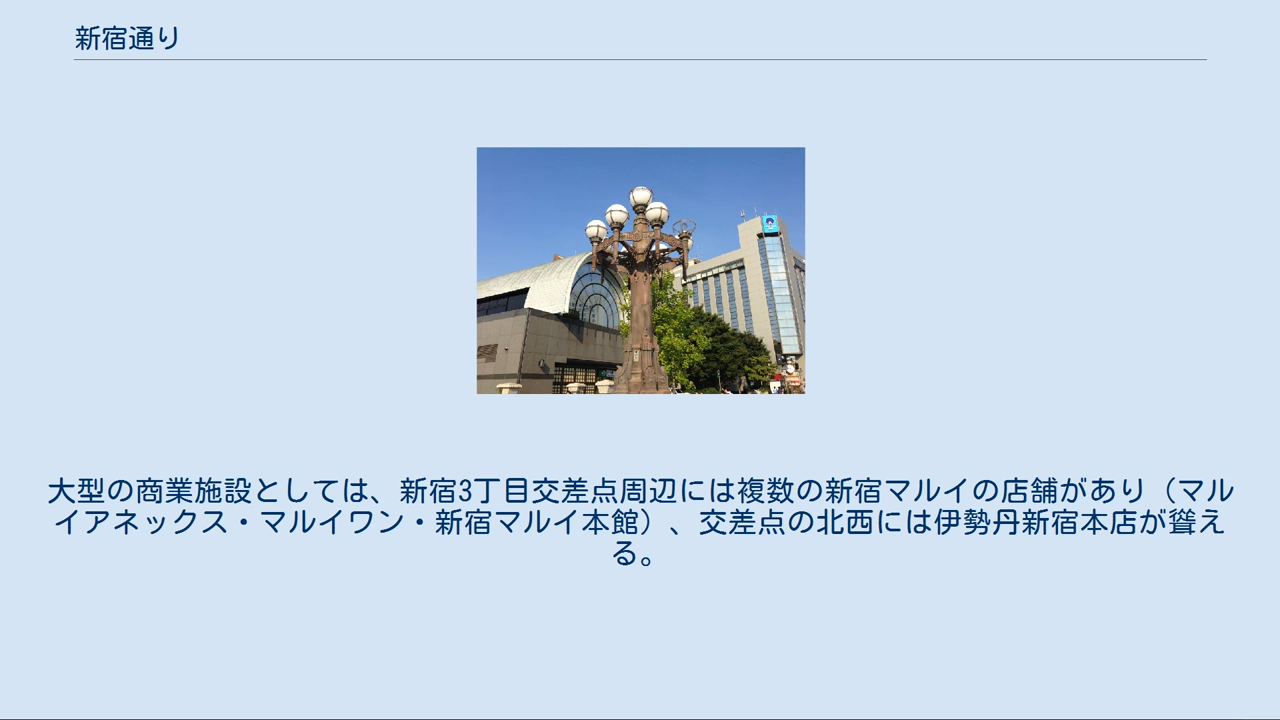 新宿通り
大型の商業施設としては、新宿3丁目交差点周辺には複数の新宿マルイの店舗があり（マル
イアネックス・マルイワン・新宿マルイ本館）、交差点の北西には伊勢丹新宿本店が聳え
る。